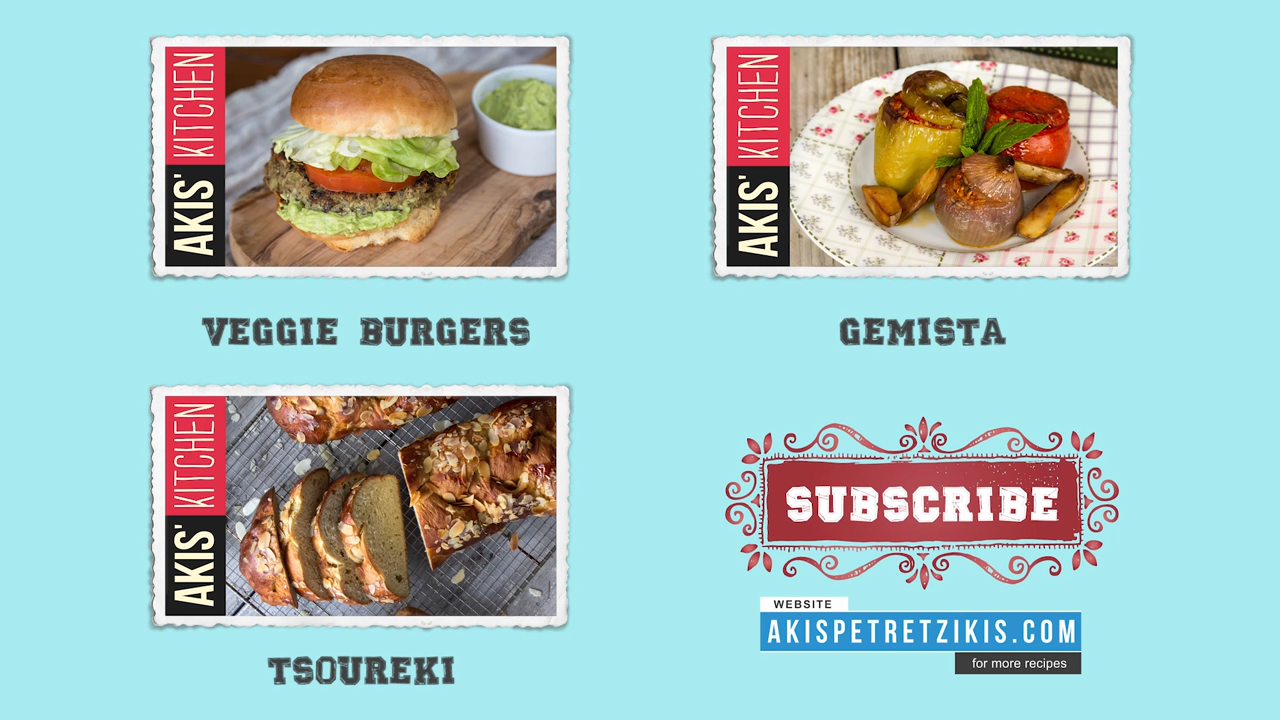 AKIS' KITCHEN
VEGGIE BURGERS
AKIS' KITCHEN
GEMISTA
AKIS' KITCHEN
TSOUREKI
SUBSCRIBE
WEBSITE
AKISPETRETZIKIS.COM
for more recipes